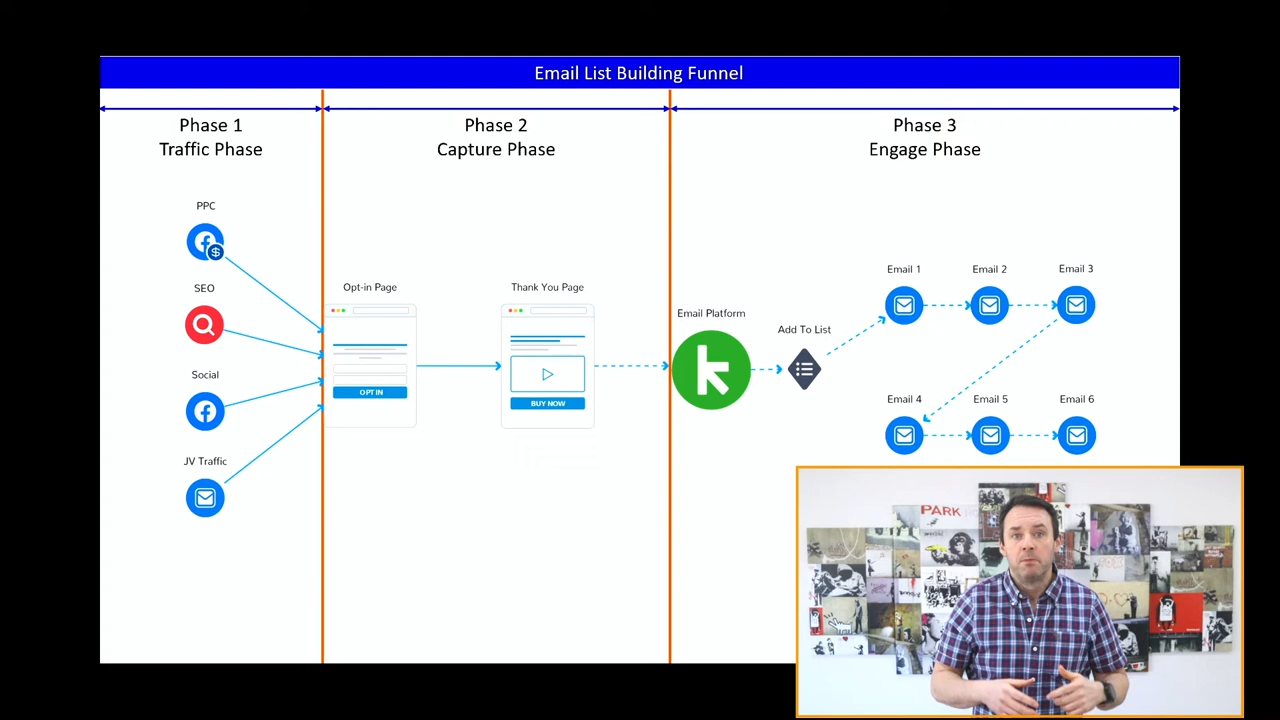 Email List Building Funnel
Phase 1
Traffic Phase
Phase 2
Capture Phase
Phase 3
Engage Phase
PPC
$
SEO
Social
JV Traffic
Opt-in Page
OPT IN
Thank You Page
BUY NOW
Email Platform
k
Add To List
Email 1
Email 2
Email 3
Email 4
Email 5
Email 6
PARK